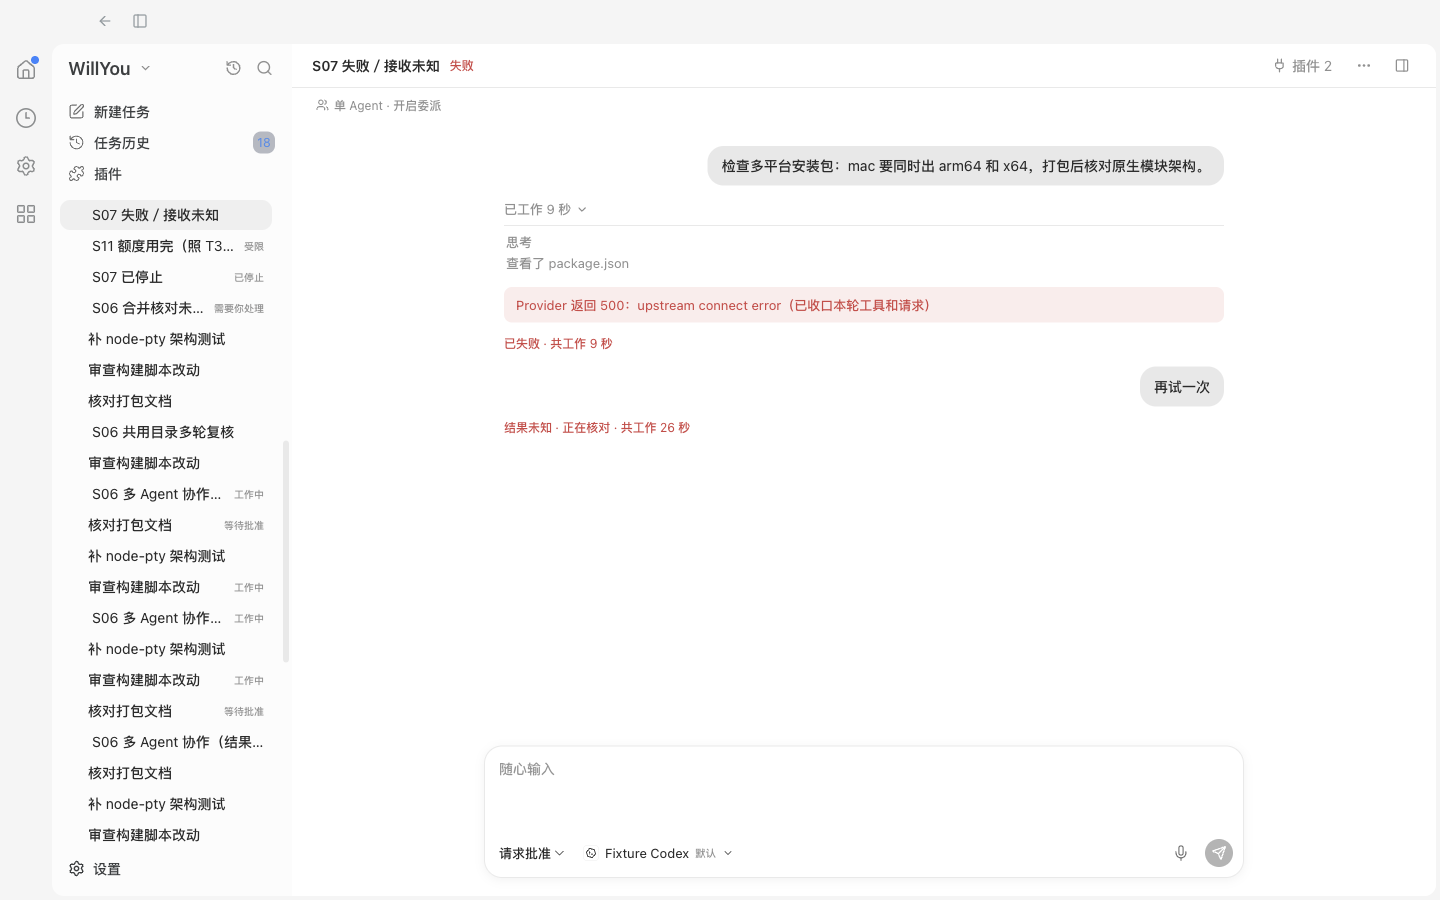 WillYou
新建任务
任务历史 18
插件
S07 失败 / 接收未知
S11 额度用完（照 T3... 受限
S07 已停止 已停止
S06 合并核对未... 需要你处理
补 node-pty 架构测试
审查构建脚本改动
核对打包文档
S06 共用目录多轮复核
审查构建脚本改动
S06 多 Agent 协作... 工作中
核对打包文档 等待批准
补 node-pty 架构测试
审查构建脚本改动 工作中
S06 多 Agent 协作... 工作中
补 node-pty 架构测试
审查构建脚本改动 工作中
核对打包文档 等待批准
S06 多 Agent 协作（结果...
核对打包文档
补 node-pty 架构测试
审查构建脚本改动
设置
S07 失败 / 接收未知 失败
插件 2
单 Agent · 开启委派
检查多平台安装包：mac 要同时出 arm64 和 x64，打包后核对原生模块架构。
已工作 9 秒
思考
查看了 package.json
Provider 返回 500：upstream connect error（已收口本轮工具和请求）
已失败 · 共工作 9 秒
再试一次
结果未知 · 正在核对 · 共工作 26 秒
随心输入
请求批准 Fixture Codex 默认